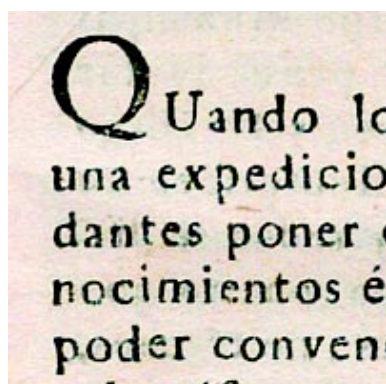 QUando lo
una expedicio
dantes poner
nocimientos é
poder conven